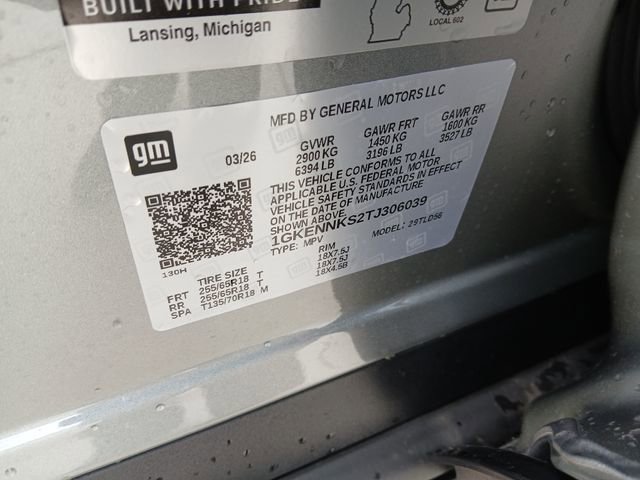 BUILT WITH PRIDE
Lansing, Michigan
LOCAL 602
gm
MFD BY GENERAL MOTORS LLC
03/26
GVWR GAWR FRT GAWR RR
2900 KG 1450 KG 1600 KG
6394 LB 3196 LB 3527 LB
THIS VEHICLE CONFORMS TO ALL
APPLICABLE U.S. FEDERAL MOTOR
VEHICLE SAFETY STANDARDS IN EFFECT
ON THE DATE OF MANUFACTURE
SHOWN ABOVE.
1GKENNKS2TJ306039
TYPE: MPV MODEL: 29TLD56
130H
TIRE SIZE RIM
FRT 255/65R18 T 18X7.5J
RR 255/65R18 T 18X7.5J
SPA T135/70R18 M 18X4.5B